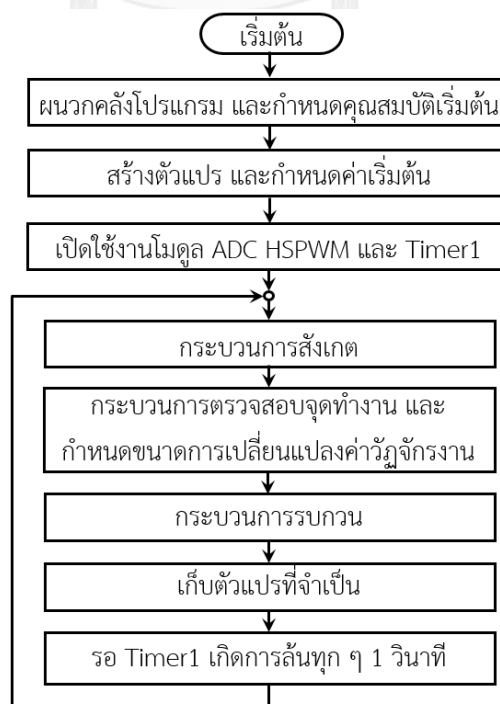 เริ่มต้น
ผนวกคลังโปรแกรม และกำหนดคุณสมบัติเริ่มต้น
สร้างตัวแปร และกำหนดค่าเริ่มต้น
เปิดใช้งานโมดูล ADC HSPWM และ Timer1
กระบวนการสังเกต
กระบวนการตรวจสอบจุดทำงาน และ
กำหนดขนาดการเปลี่ยนแปลงค่าวัฏจักรงาน
กระบวนการรบกวน
เก็บตัวแปรที่จำเป็น
รอ Timer1 เกิดการล้นทุก ๆ 1 วินาที